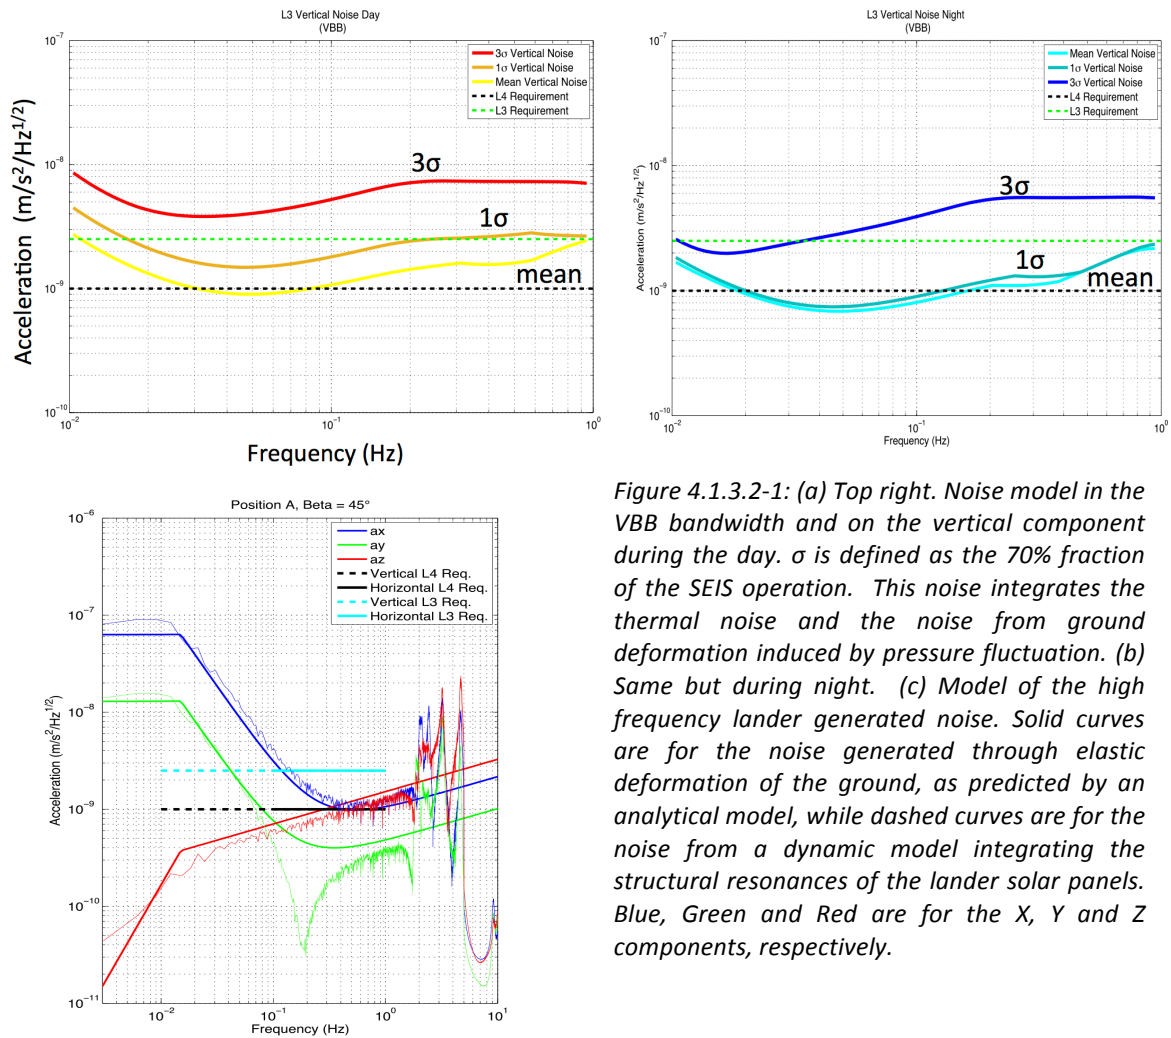 L3 Vertical Noise Day
(VBB)
10⁻⁷
10⁻⁸
10⁻⁹
10⁻¹⁰
Acceleration (m/s²/Hz^1/2)
3σ Vertical Noise
1σ Vertical Noise
Mean Vertical Noise
L4 Requirement
L3 Requirement
3σ
1σ
mean
10⁻²
10⁻¹
10⁰
Frequency (Hz)
L3 Vertical Noise Night
(VBB)
10⁻⁷
10⁻⁸
10⁻⁹
10⁻¹⁰
Acceleration (m/s²/Hz^1/2)
Mean Vertical Noise
1σ Vertical Noise
3σ Vertical Noise
L4 Requirement
L3 Requirement
3σ
1σ
mean
10⁻²
10⁻¹
10⁰
Frequency (Hz)
Position A, Beta = 45°
10⁻⁶
10⁻⁷
10⁻⁸
10⁻⁹
10⁻¹⁰
10⁻¹¹
Acceleration (m/s²/Hz^1/2)
ax
ay
az
Vertical L4 Req.
Horizontal L4 Req.
Vertical L3 Req.
Horizontal L3 Req.
10⁻²
10⁻¹
10⁰
10¹
Frequency (Hz)
Figure 4.1.3.2-1: (a) Top right. Noise model in the
VBB bandwidth and on the vertical component
during the day. σ is defined as the 70% fraction
of the SEIS operation. This noise integrates the
thermal noise and the noise from ground
deformation induced by pressure fluctuation. (b)
Same but during night. (c) Model of the high
frequency lander generated noise. Solid curves
are for the noise generated through elastic
deformation of the ground, as predicted by an
analytical model, while dashed curves are for the
noise from a dynamic model integrating the
structural resonances of the lander solar panels.
Blue, Green and Red are for the X, Y and Z
components, respectively.